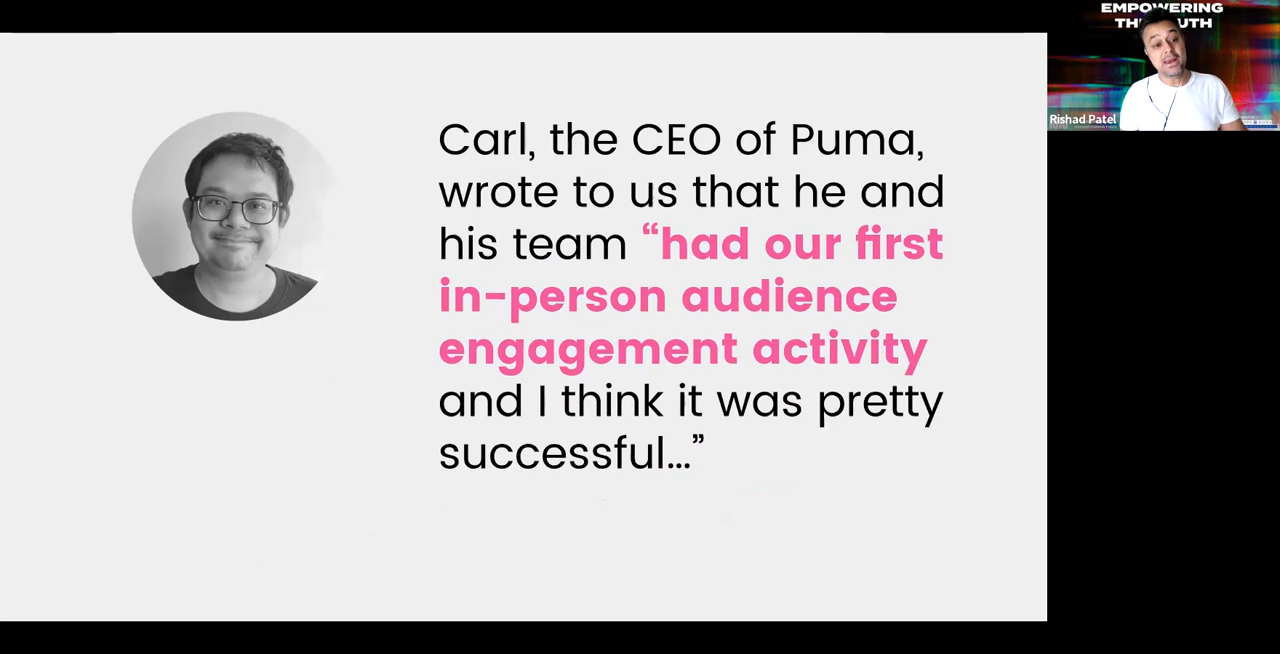 Carl, the CEO of Puma,
wrote to us that he and
his team “had our first
in-person audience
engagement activity
and I think it was pretty
successful...”
EMPOWERING
Rishad Patel